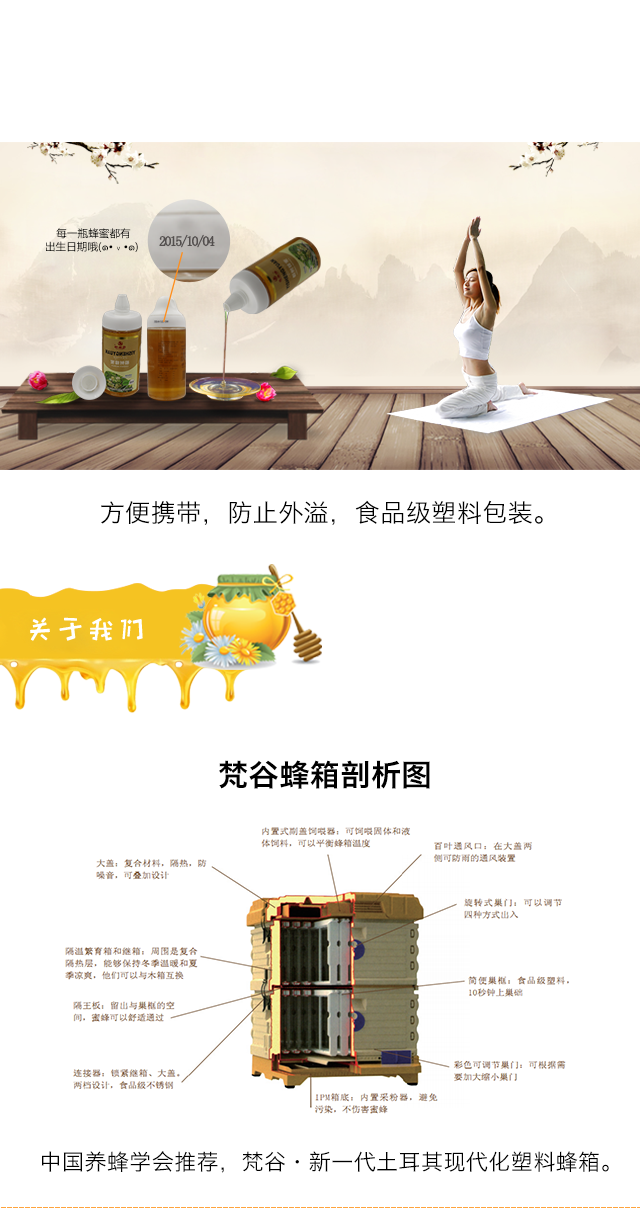 每一瓶蜂蜜都有
出生日期哦(๑• v •๑)
2015/10/04
方便携带，防止外溢，食品级塑料包装。
关于我们
梵谷蜂箱剖析图
内置式副盖饲喂器：可饲喂固体和液
体饲料，可以平衡蜂箱温度
百叶通风口：在大盖两
侧可防雨的通风装置
大盖：复合材料，隔热，防
噪音，可叠加设计
旋转式巢门：可以调节
四种方式出入
隔温繁育箱和继箱：周围是复合
隔热层，能够保持冬季温暖和夏
季凉爽，他们可以与木箱互换
简便巢框：食品级塑料，
10秒钟上巢础
隔王板：留出与巢框的空
间，蜜蜂可以舒适通过
连接器：锁紧继箱、大盖。
两档设计，食品级不锈钢
彩色可调节巢门：可根据需
要加大缩小巢门
IPM箱底：内置采粉器，避免
污染，不伤害蜜蜂
中国养蜂学会推荐，梵谷·新一代土耳其现代化塑料蜂箱。